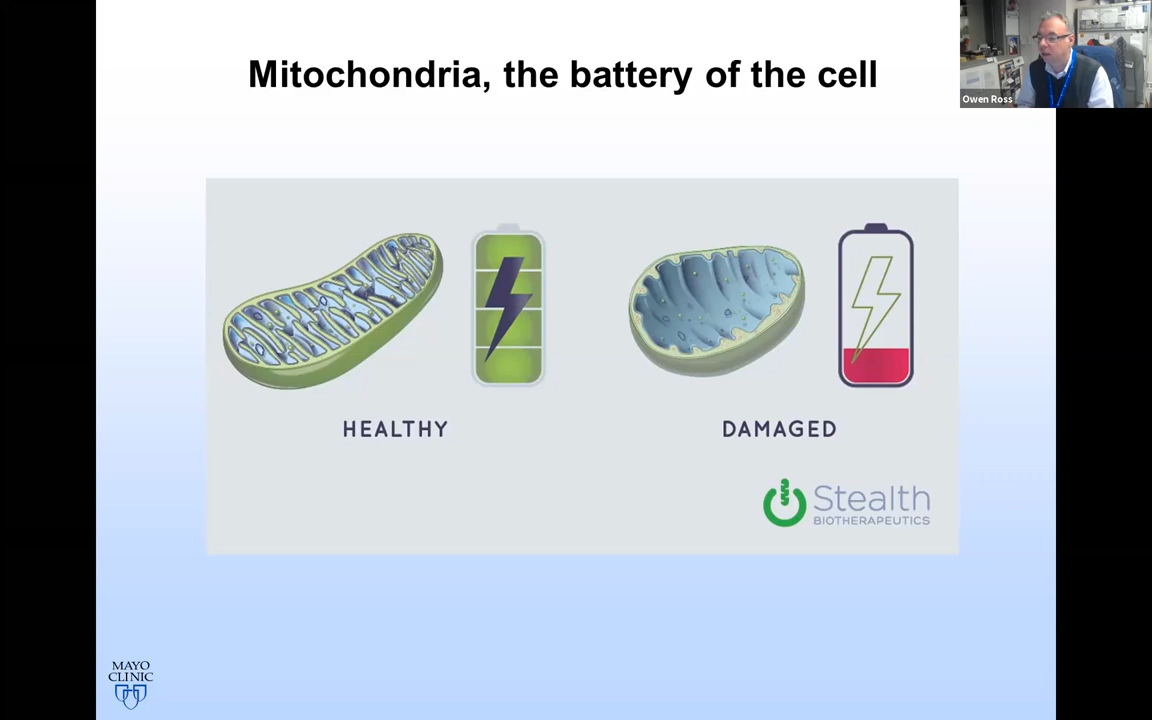 Mitochondria, the battery of the cell
Owen Ross
HEALTHY
DAMAGED
Stealth
BIOTHERAPEUTICS
MAYO
CLINIC